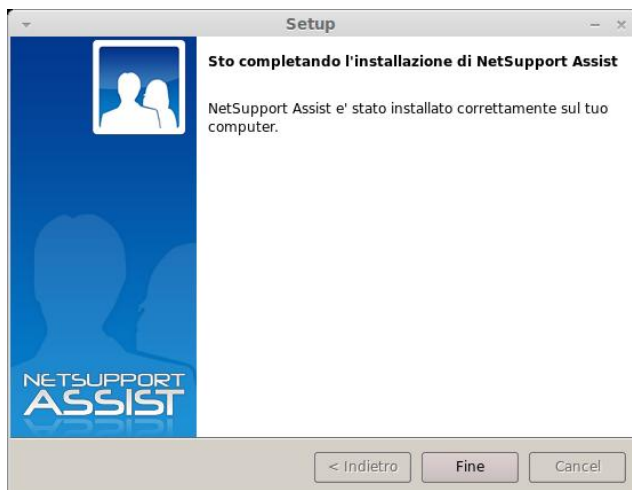 Setup
Sto completando l'installazione di NetSupport Assist
NetSupport Assist e' stato installato correttamente sul tuo
computer.
NETSUPPORT
ASSIST
< Indietro
Fine
Cancel